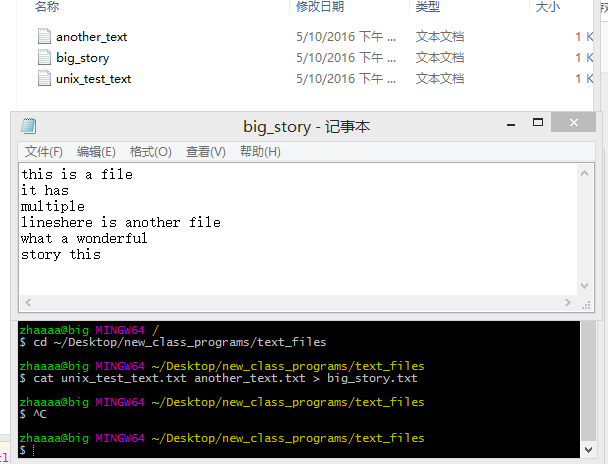 名称 修改日期 类型 大小
another_text 5/10/2016 下午 ... 文本文档 1 K
big_story 5/10/2016 下午 ... 文本文档 1 K
unix_test_text 5/10/2016 下午 ... 文本文档 1 K
big_story - 记事本
文件(F) 编辑(E) 格式(O) 查看(V) 帮助(H)
this is a file
it has
multiple
lineshere is another file
what a wonderful
story this
zhaaaa@big MINGW64 /
$ cd ~/Desktop/new_class_programs/text_files
zhaaaa@big MINGW64 ~/Desktop/new_class_programs/text_files
$ cat unix_test_text.txt another_text.txt > big_story.txt
zhaaaa@big MINGW64 ~/Desktop/new_class_programs/text_files
$ ^C
zhaaaa@big MINGW64 ~/Desktop/new_class_programs/text_files
$